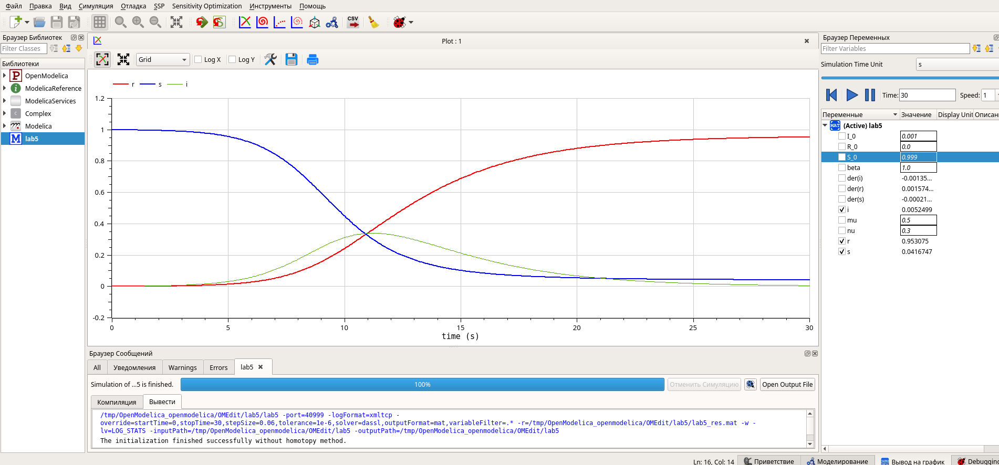 Файл Правка Вид Симуляция Отладка SSP Sensitivity Optimization Инструменты Помощь
CSV
Браузер Библиотек
Filter Classes
Библиотеки
P OpenModelica
i ModelicaReference
ModelicaServices
C Complex
m Modelica
M lab5
Plot : 1
Grid Log X Log Y
r s i
1.2
1
0.8
0.6
0.4
0.2
0
-0.2
0 5 10 15 20 25 30
time (s)
Браузер Сообщений
All Уведомления Warnings Errors lab5
Simulation of ...5 is finished. 100% Отменить Симуляцию Open Output File
Компиляция Вывести
/tmp/OpenModelica_openmodelica/OMEdit/lab5/lab5 -port=40999 -logFormat=xmltcp -
override=startTime=0,stopTime=30,stepSize=0.06,tolerance=1e-6,solver=dassl,outputFormat=mat,variableFilter=.* -r=/tmp/OpenModelica_openmodelica/OMEdit/lab5/lab5_res.mat -w -
lv=LOG_STATS -inputPath=/tmp/OpenModelica_openmodelica/OMEdit/lab5 -outputPath=/tmp/OpenModelica_openmodelica/OMEdit/lab5
The initialization finished successfully without homotopy method.
Браузер Переменных
Filter Variables
Simulation Time Unit s
Time: 30 Speed: 1
Переменные Значение Display Unit Описан
MAT (Active) lab5
I_0 0.001
R_0 0.0
S_0 0.999
beta 1.0
der(i) -0.00135...
der(r) 0.001574...
der(s) -0.00021...
i 0.0052499
mu 0.5
nu 0.3
r 0.953075
s 0.0416747
Ln: 16, Col: 14 Приветствие Моделирование Вывод на график Debugging